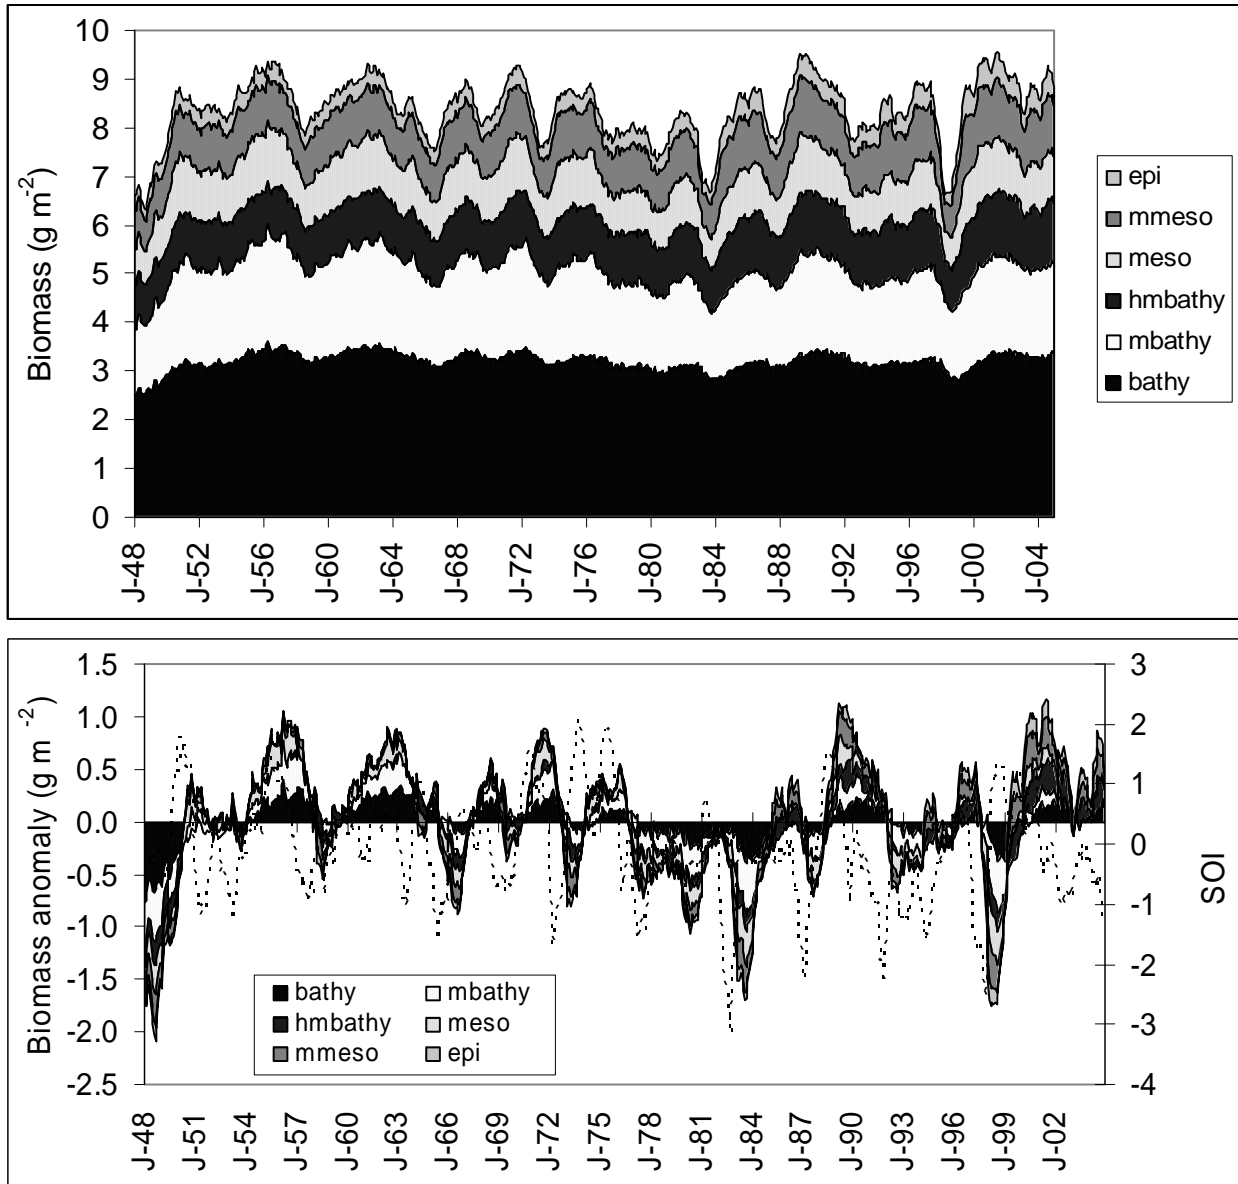 10
9
8
7
6
5
4
3
2
1
0
Biomass (g m⁻²)
J-48
J-52
J-56
J-60
J-64
J-68
J-72
J-76
J-80
J-84
J-88
J-92
J-96
J-00
J-04
epi
mmeso
meso
hmbathy
mbathy
bathy
1.5
1.0
0.5
0.0
-0.5
-1.0
-1.5
-2.0
-2.5
Biomass anomaly (g m ⁻²)
3
2
1
0
-1
-2
-3
-4
SOI
bathy mbathy
hmbathy meso
mmeso epi
J-48
J-51
J-54
J-57
J-60
J-63
J-66
J-69
J-72
J-75
J-78
J-81
J-84
J-87
J-90
J-93
J-96
J-99
J-02